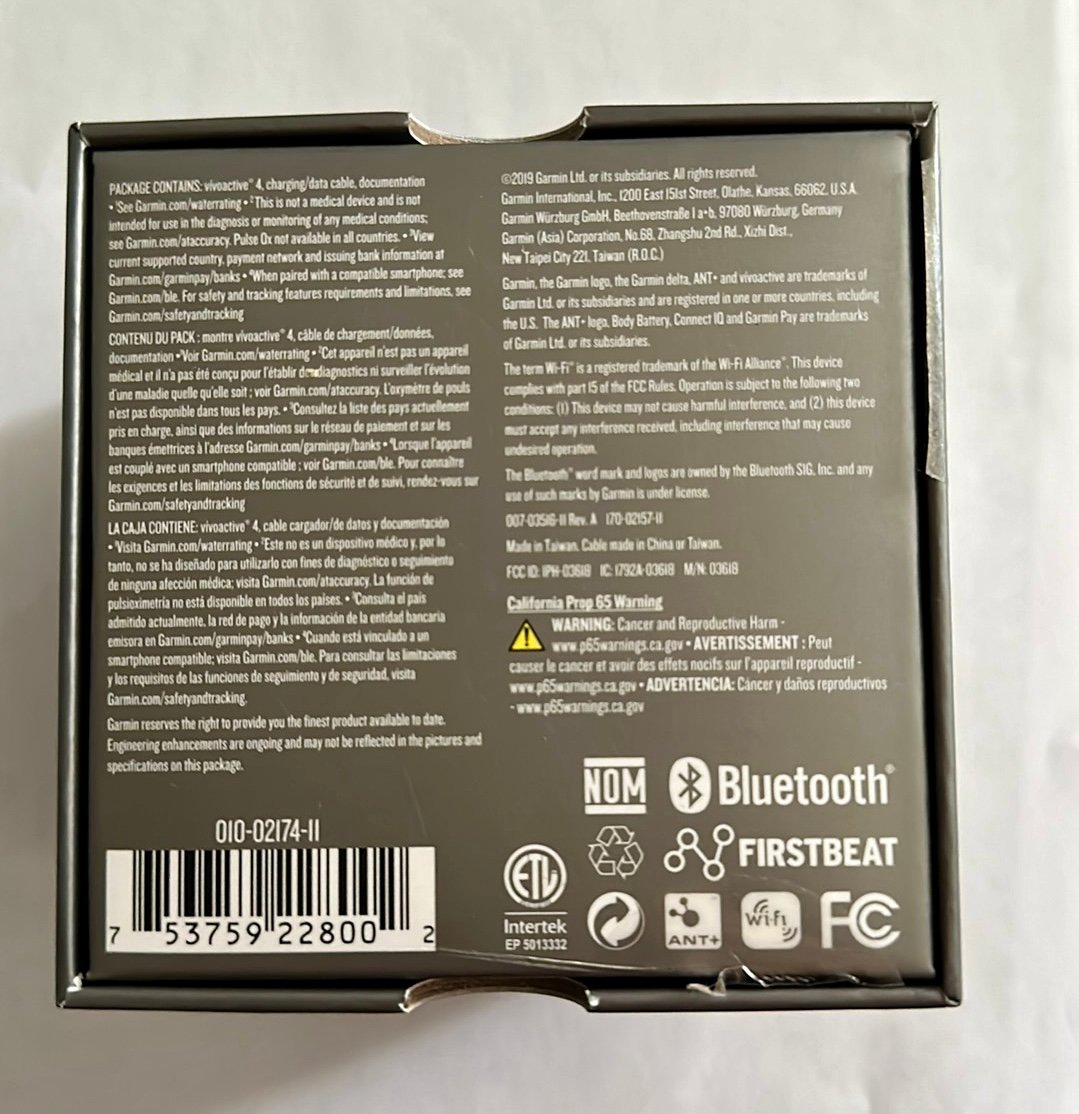 PACKAGE CONTAINS: vívoactive® 4, charging/data cable, documentation
• ¹See Garmin.com/waterrating • ²This is not a medical device and is not
intended for use in the diagnosis or monitoring of any medical conditions;
see Garmin.com/ataccuracy. Pulse Ox not available in all countries. • ³View
current supported country, payment network and issuing bank information at
Garmin.com/garminpay/banks • ⁴When paired with a compatible smartphone; see
Garmin.com/ble. For safety and tracking features requirements and limitations, see
Garmin.com/safetyandtracking
CONTENU DU PACK : montre vívoactive® 4, câble de chargement/données,
documentation • ¹Voir Garmin.com/waterrating • ²Cet appareil n'est pas un appareil
médical et il n'a pas été conçu pour l'établir de diagnostics ni surveiller l'évolution
d'une maladie quelle qu'elle soit ; voir Garmin.com/ataccuracy. L'oxymètre de pouls
n'est pas disponible dans tous les pays. • ³Consultez la liste des pays actuellement
pris en charge, ainsi que des informations sur le réseau de paiement et sur les
banques émettrices à l'adresse Garmin.com/garminpay/banks • ⁴Lorsque l'appareil
est couplé avec un smartphone compatible ; voir Garmin.com/ble. Pour connaître
les exigences et les limitations des fonctions de sécurité et de suivi, rendez-vous sur
Garmin.com/safetyandtracking
LA CAJA CONTIENE: vívoactive® 4, cable cargador/de datos y documentación
• ¹Visita Garmin.com/waterrating • ²Este no es un dispositivo médico y, por lo
tanto, no se ha diseñado para utilizarlo con fines de diagnóstico o seguimiento
de ninguna afección médica; visita Garmin.com/ataccuracy. La función de
pulsioximetría no está disponible en todos los países. • ³Consulta el país
admitido actualmente, la red de pago y la información de la entidad bancaria
emisora en Garmin.com/garminpay/banks • ⁴Cuando está vinculado a un
smartphone compatible; visita Garmin.com/ble. Para consultar las limitaciones
y los requisitos de las funciones de seguimiento y de seguridad, visita
Garmin.com/safetyandtracking.
Garmin reserves the right to provide you the finest product available to date.
Engineering enhancements are ongoing and may not be reflected in the pictures and
specifications on this package.
010-02174-11
7 53759 22800 2
©2019 Garmin Ltd. or its subsidiaries. All rights reserved.
Garmin International, Inc., 1200 East 151st Street, Olathe, Kansas, 66062, U.S.A.
Garmin Würzburg GmbH, Beethovenstraße 1 a+b, 97080 Würzburg, Germany
Garmin (Asia) Corporation, No.68, Zhangshu 2nd Rd., Xizhi Dist.,
New Taipei City 221, Taiwan (R.O.C.)
Garmin, the Garmin logo, the Garmin delta, ANT+ and vivoactive are trademarks of
Garmin Ltd. or its subsidiaries and are registered in one or more countries, including
the U.S. The ANT+ logo, Body Battery, Connect IQ and Garmin Pay are trademarks
of Garmin Ltd. or its subsidiaries.
The term Wi-Fi® is a registered trademark of the Wi-Fi Alliance®. This device
complies with part 15 of the FCC Rules. Operation is subject to the following two
conditions: (1) This device may not cause harmful interference, and (2) this device
must accept any interference received, including interference that may cause
undesired operation.
The Bluetooth® word mark and logos are owned by the Bluetooth SIG, Inc. and any
use of such marks by Garmin is under license.
007-03516-11 Rev. A 170-02157-11
Made in Taiwan. Cable made in China or Taiwan.
FCC ID: IPH-03618 IC: 1792A-03618 M/N: 03618
California Prop 65 Warning
WARNING: Cancer and Reproductive Harm -
www.p65warnings.ca.gov • AVERTISSEMENT : Peut
causer le cancer et avoir des effets nocifs sur l'appareil reproductif -
www.p65warnings.ca.gov • ADVERTENCIA: Cáncer y daños reproductivos
- www.p65warnings.ca.gov
NOM Bluetooth®
FIRSTBEAT
ETL
Intertek
EP 5013332
ANT+
Wi-Fi
FC